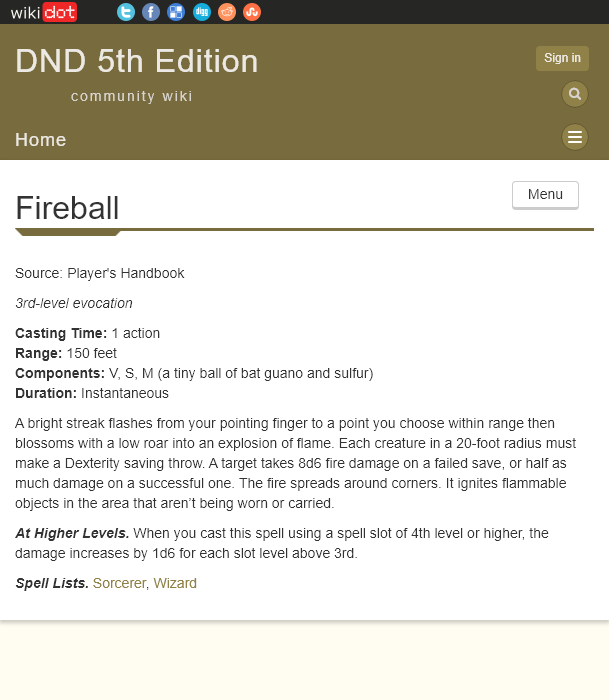 wikidot
digg
DND 5th Edition
Sign in
community wiki
Home
Menu
Fireball
Source: Player's Handbook
3rd-level evocation
Casting Time: 1 action
Range: 150 feet
Components: V, S, M (a tiny ball of bat guano and sulfur)
Duration: Instantaneous
A bright streak flashes from your pointing finger to a point you choose within range then
blossoms with a low roar into an explosion of flame. Each creature in a 20-foot radius must
make a Dexterity saving throw. A target takes 8d6 fire damage on a failed save, or half as
much damage on a successful one. The fire spreads around corners. It ignites flammable
objects in the area that aren’t being worn or carried.
At Higher Levels. When you cast this spell using a spell slot of 4th level or higher, the
damage increases by 1d6 for each slot level above 3rd.
Spell Lists. Sorcerer, Wizard